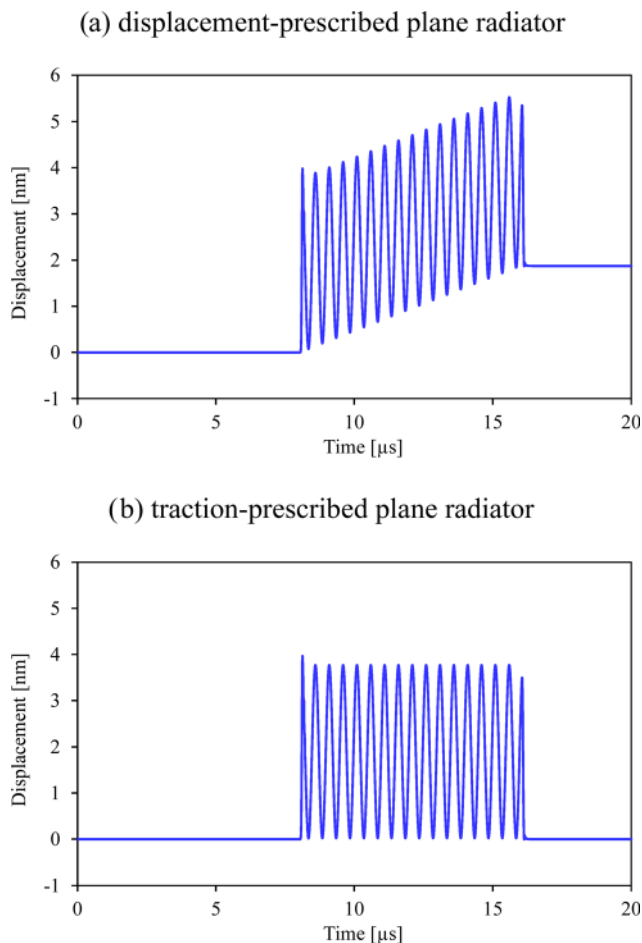 (a) displacement-prescribed plane radiator
6
5
4
3
2
1
0
-1
Displacement [nm]
0 5 10 15 20
Time [µs]
(b) traction-prescribed plane radiator
6
5
4
3
2
1
0
-1
Displacement [nm]
0 5 10 15 20
Time [µs]